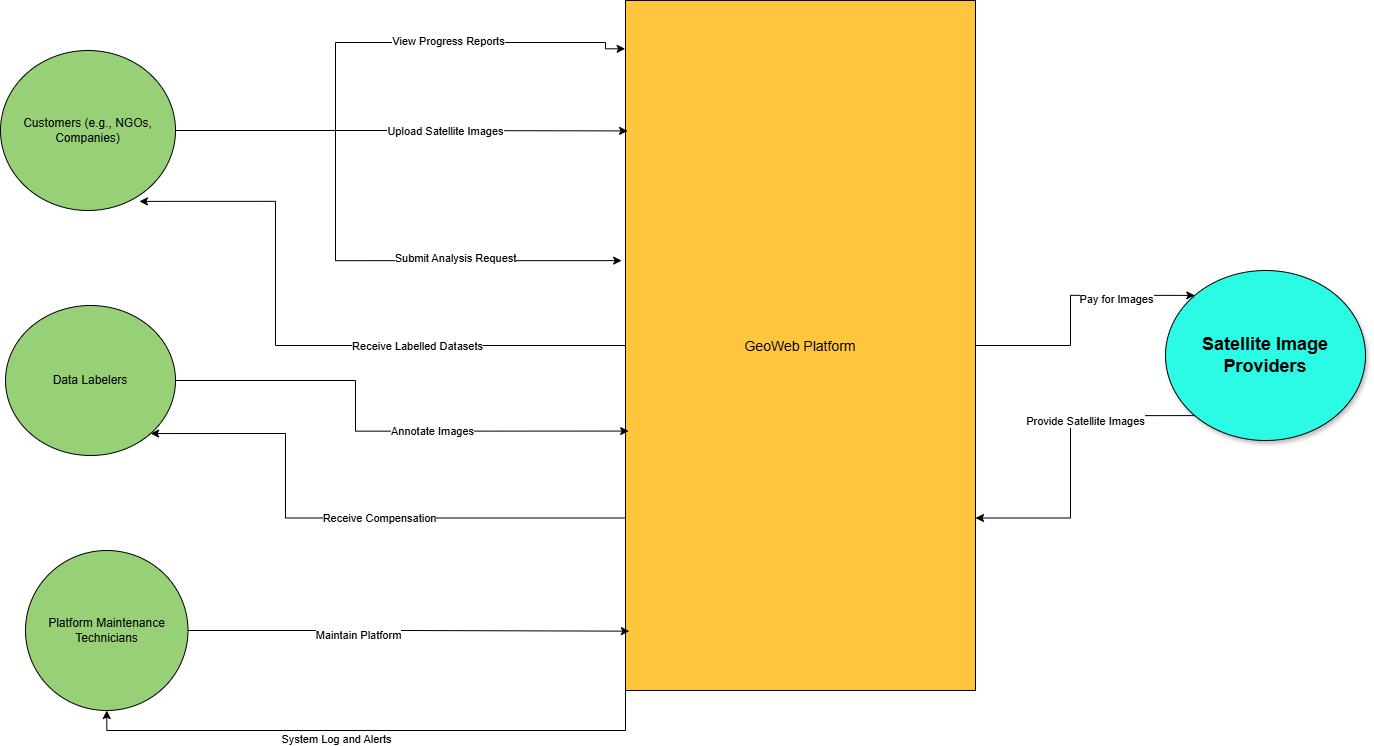 View Progress Reports
Customers (e.g., NGOs,
Companies)
Upload Satellite Images
Submit Analysis Request
Receive Labelled Datasets
GeoWeb Platform
Pay for Images
Satellite Image
Providers
Data Labelers
Annotate Images
Provide Satellite Images
Receive Compensation
Platform Maintenance
Technicians
Maintain Platform
System Log and Alerts